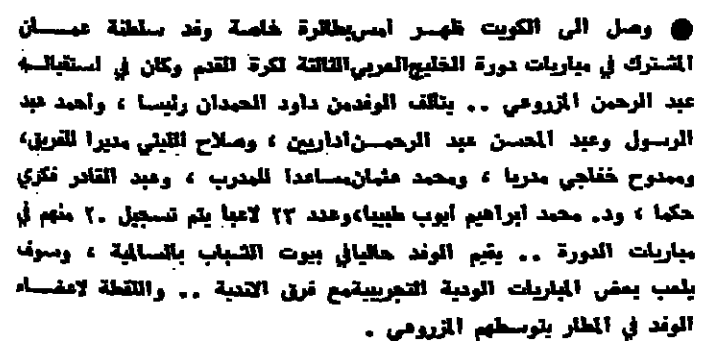 ● وصل الى الكويت ظهر امس بطائرة خاصة وفد سلطنة عمان
المشترك في مباريات دورة الخليج العربي الثالثة لكرة القدم وكان في استقباله
عبد الرحمن المزروعي .. يتالف الوفد من داود الحمدان رئيسا ، وأحمد عبد
الرسول وعبد المحسن عبد الرحمن اداريين ، وصلاح الليثي مديرا للفريق،
وممدوح خفاجي مدربا ، ومحمد عثمان مساعدا للمدرب ، وعبد القادر فكري
حكما ، ود. محمد ابراهيم ايوب طبيبا، وعدد ٢٣ لاعبا يتم تسجيل ٢٠ منهم في
مباريات الدورة .. يقيم الوفد حاليا في بيوت الشباب بالسالمية ، وسوف
يلعب بعض المباريات الودية التجريبية مع فرق الاندية .. واللقطة لاعضاء
الوفد في المطار يتوسطهم المزروعي .